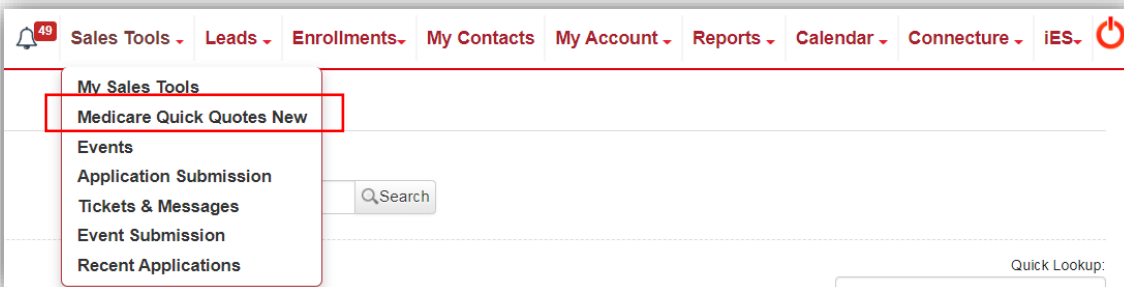 49 Sales Tools Leads Enrollments My Contacts My Account Reports Calendar Connecture iES
My Sales Tools
Medicare Quick Quotes New
Events
Application Submission
Search
Tickets & Messages
Event Submission
Recent Applications
Quick Lookup: